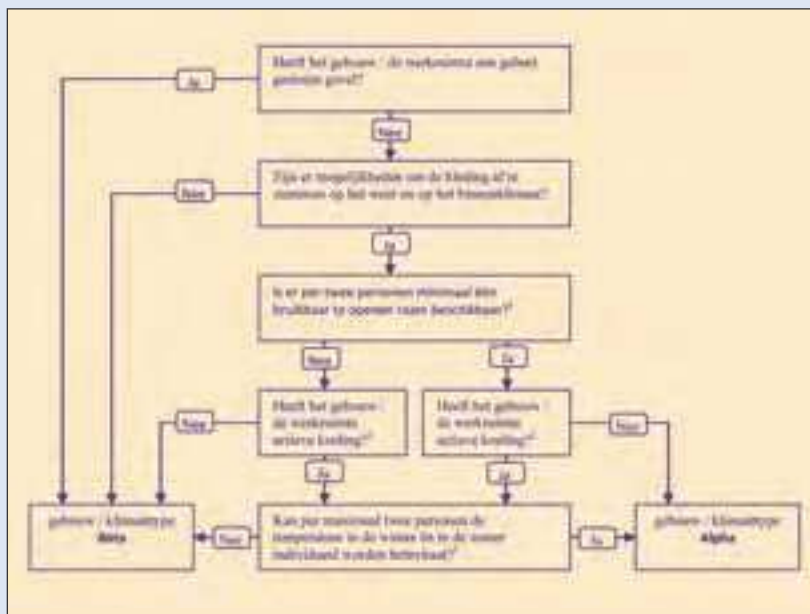 Heeft het gebouw / de werkruimte een geheel
gesloten gevel?
Ja
Nee
Zijn er mogelijkheden om de kleding af te
stemmen op het weer en op het binnenklimaat?
Nee
Ja
Is er per twee personen minimaal één
bruikbaar te openen raam beschikbaar?
Nee
Ja
Heeft het gebouw /
de werkruimte
actieve koeling?
Heeft het gebouw /
de werkruimte
actieve koeling?
Nee
Nee
Ja
Ja
gebouw / klimaattype
Bèta
Nee
Kan per maximaal twee personen de
temperatuur in de winter én in de zomer
individueel worden beïnvloed?
Ja
gebouw / klimaattype
Alpha